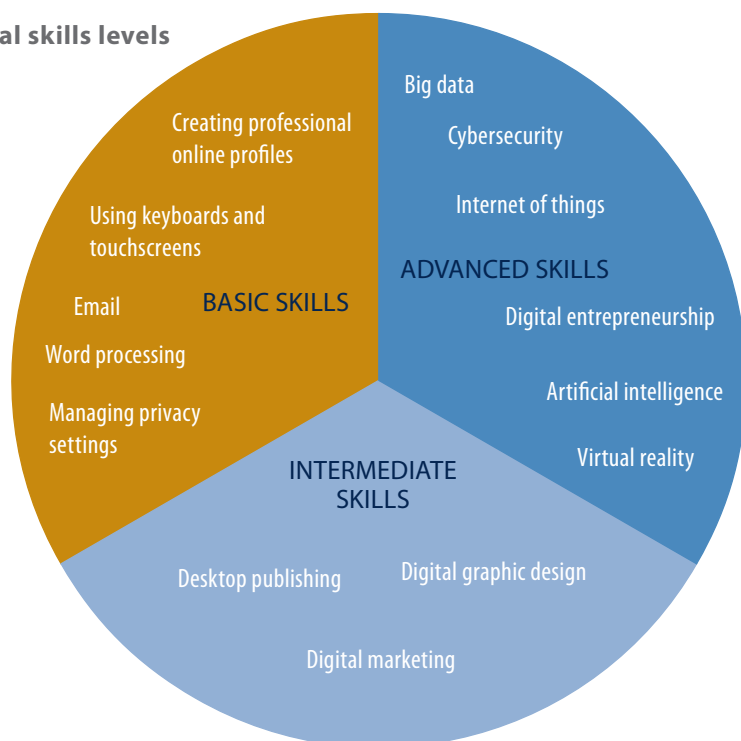 al skills levels
Creating professional
online profiles
Using keyboards and
touchscreens
Email
BASIC SKILLS
Word processing
Managing privacy
settings
Big data
Cybersecurity
Internet of things
ADVANCED SKILLS
Digital entrepreneurship
Artificial intelligence
Virtual reality
INTERMEDIATE
SKILLS
Desktop publishing
Digital graphic design
Digital marketing